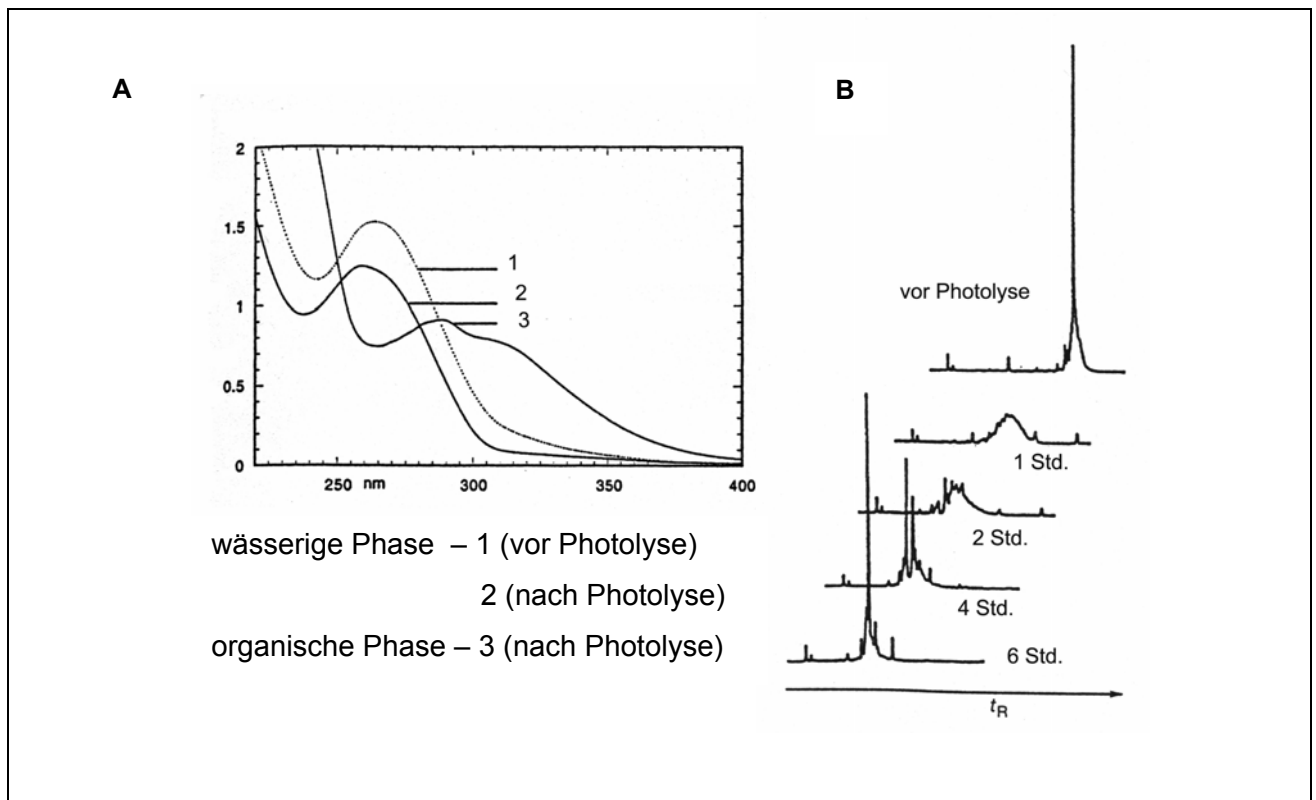 A
B
2
1.5
1
0.5
0
250 nm 300 350 400
1
2
3
wässerige Phase – 1 (vor Photolyse)
2 (nach Photolyse)
organische Phase – 3 (nach Photolyse)
vor Photolyse
1 Std.
2 Std.
4 Std.
6 Std.
tR